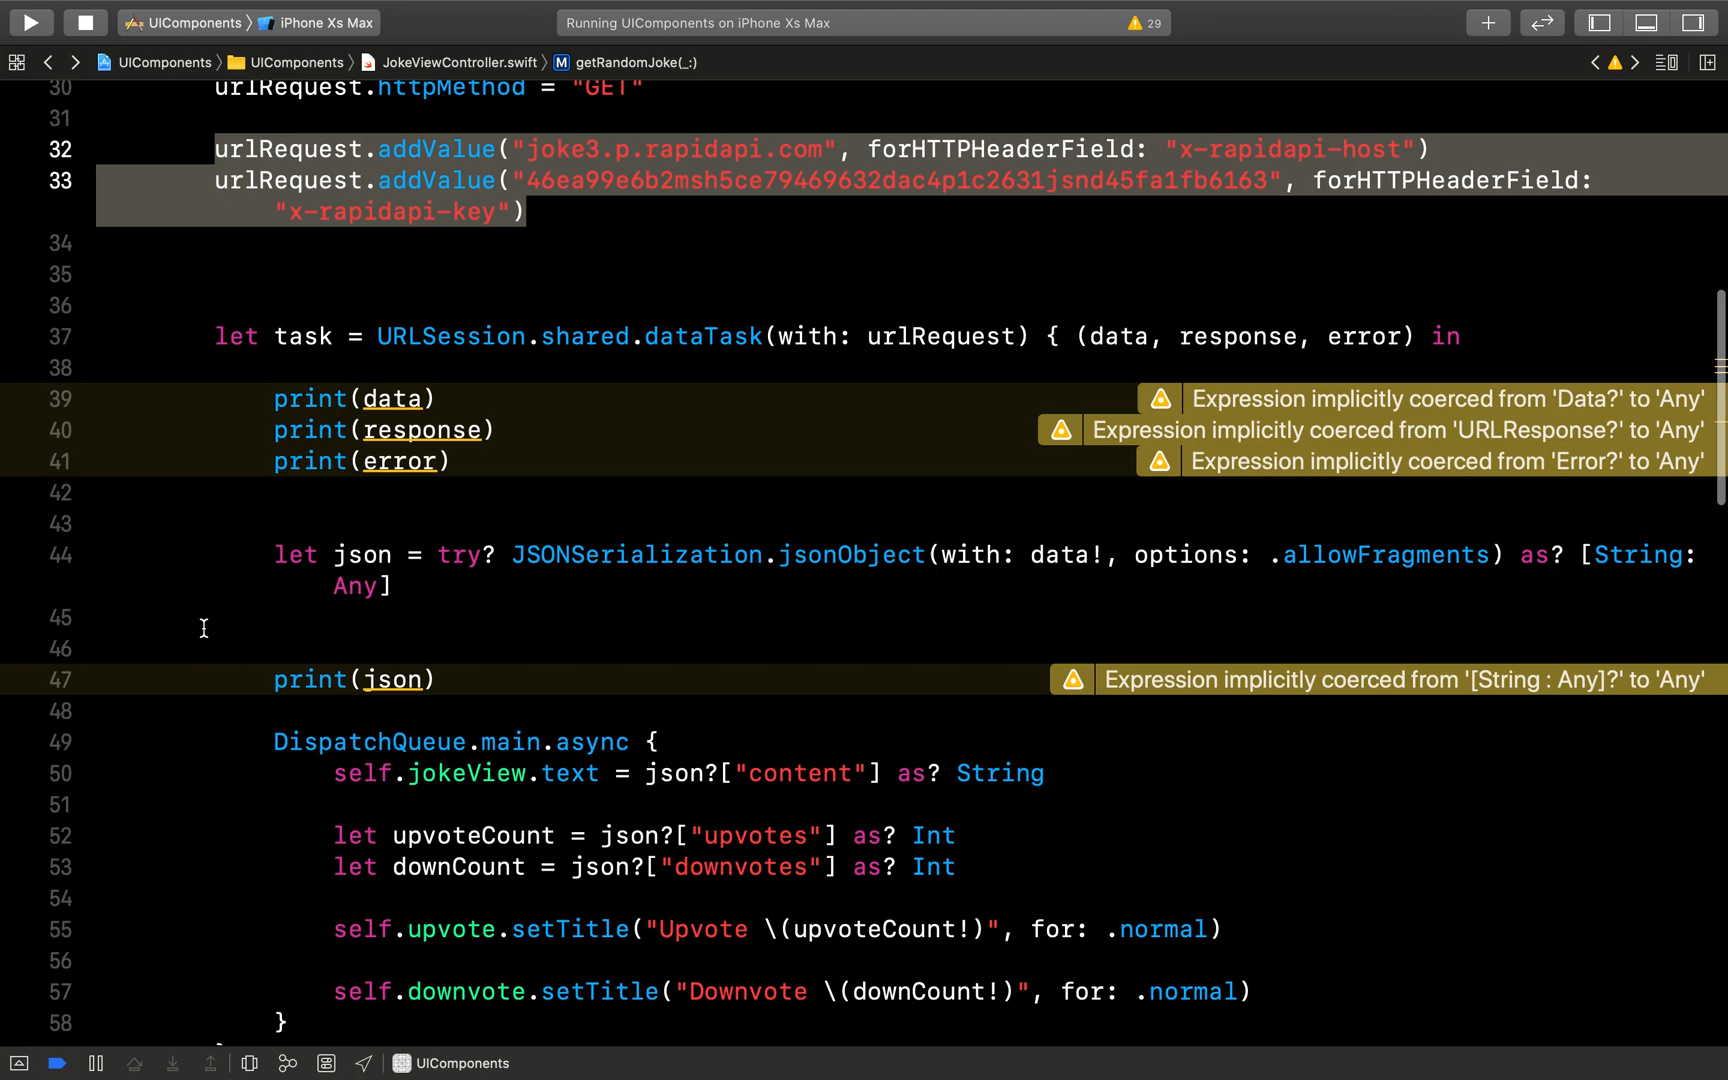 UIComponents iPhone Xs Max
Running UIComponents on iPhone Xs Max
29
UIComponents UIComponents JokeViewController.swift M getRandomJoke(_:)
30 urlRequest.httpMethod = "GET"
31
32 urlRequest.addValue("joke3.p.rapidapi.com", forHTTPHeaderField: "x-rapidapi-host")
33 urlRequest.addValue("46ea99e6b2msh5ce79469632dac4p1c2631jsnd45fa1fb6163", forHTTPHeaderField:
"x-rapidapi-key")
34
35
36
37 let task = URLSession.shared.dataTask(with: urlRequest) { (data, response, error) in
38
39 print(data) Expression implicitly coerced from 'Data?' to 'Any'
40 print(response) Expression implicitly coerced from 'URLResponse?' to 'Any'
41 print(error) Expression implicitly coerced from 'Error?' to 'Any'
42
43
44 let json = try? JSONSerialization.jsonObject(with: data!, options: .allowFragments) as? [String:
Any]
45
46
47 print(json) Expression implicitly coerced from '[String : Any]?' to 'Any'
48
49 DispatchQueue.main.async {
50 self.jokeView.text = json?["content"] as? String
51
52 let upvoteCount = json?["upvotes"] as? Int
53 let downCount = json?["downvotes"] as? Int
54
55 self.upvote.setTitle("Upvote \(upvoteCount!)", for: .normal)
56
57 self.downvote.setTitle("Downvote \(downCount!)", for: .normal)
58 }
UIComponents